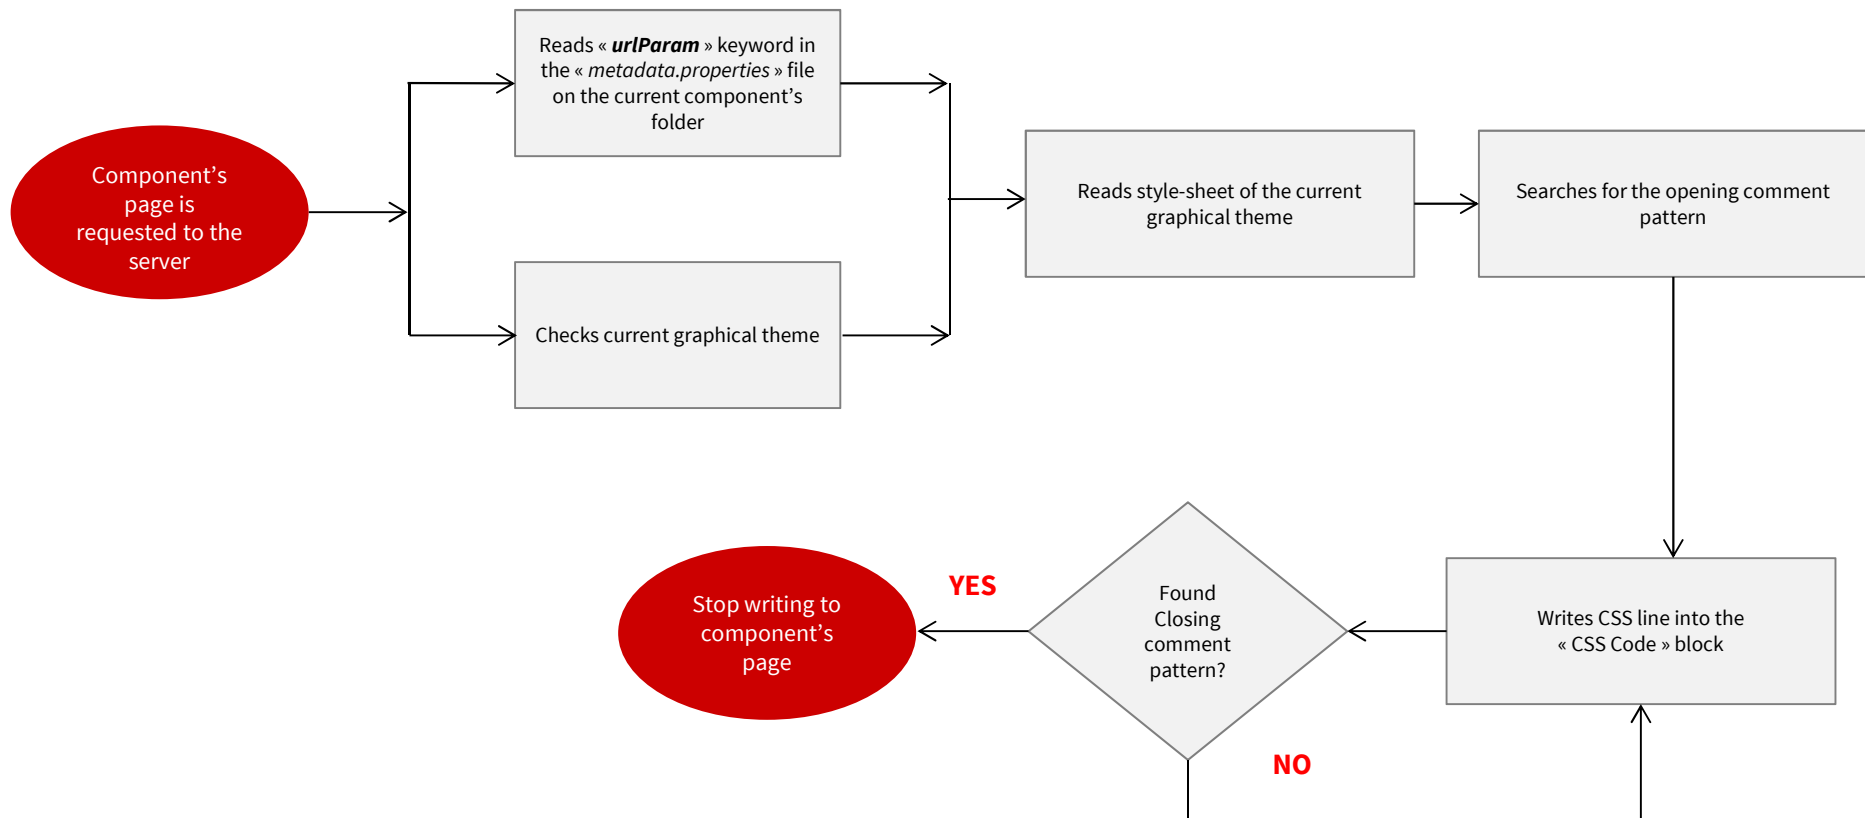 Reads « urlParam » keyword in
the « metadata.properties » file
on the current component’s
folder
Component’s
page is
requested to the
server
Checks current graphical theme
Reads style-sheet of the current
graphical theme
Searches for the opening comment
pattern
Writes CSS line into the
« CSS Code » block
Found
Closing
comment
pattern?
YES
Stop writing to
component’s
page
NO